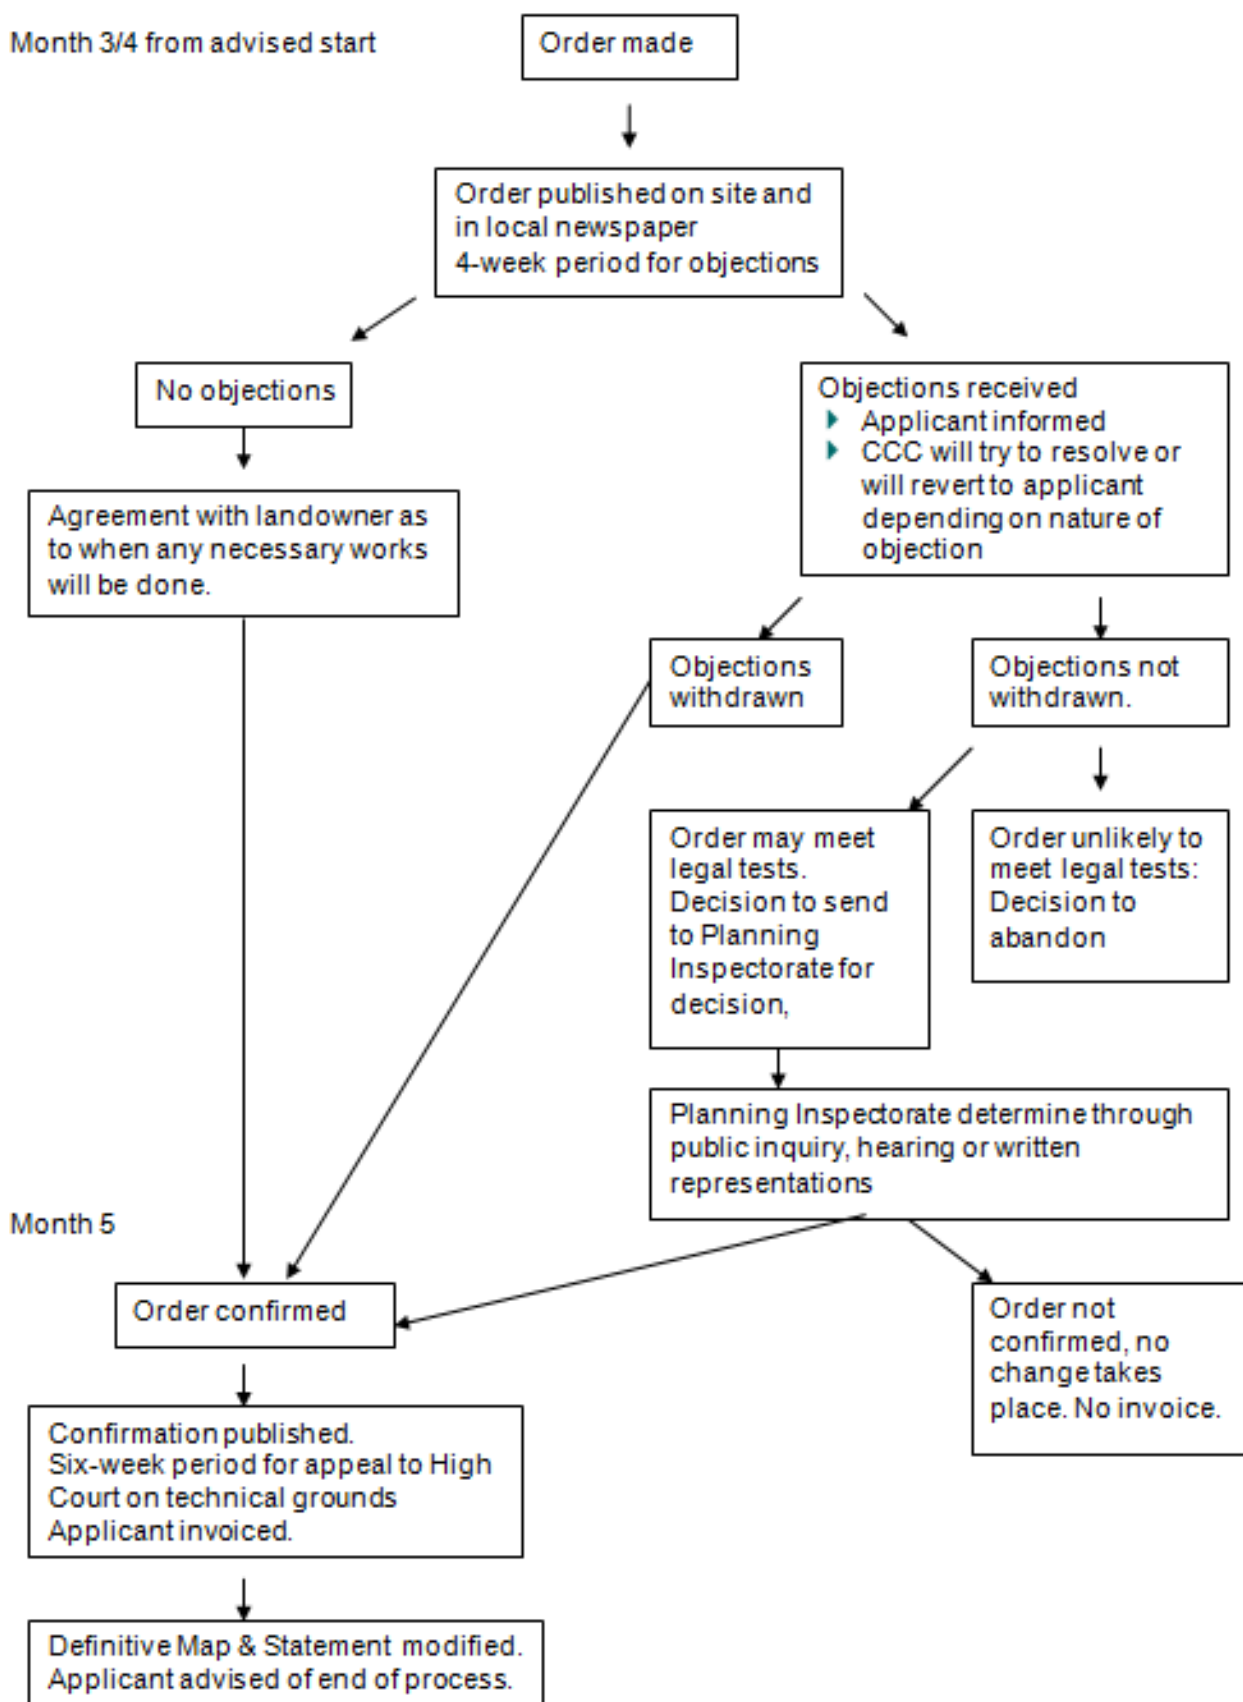 Month 3/4 from advised start
Order made
Order published on site and
in local newspaper
4-week period for objections
No objections
Objections received
Applicant informed
CCC will try to resolve or
will revert to applicant
depending on nature of
objection
Agreement with landowner as
to when any necessary works
will be done.
Objections
withdrawn
Objections not
withdrawn.
Order may meet
legal tests.
Decision to send
to Planning
Inspectorate for
decision,
Order unlikely to
meet legal tests:
Decision to
abandon
Planning Inspectorate determine through
public inquiry, hearing or written
representations
Month 5
Order confirmed
Order not
confirmed, no
change takes
place. No invoice.
Confirmation published.
Six-week period for appeal to High
Court on technical grounds
Applicant invoiced.
Definitive Map & Statement modified.
Applicant advised of end of process.